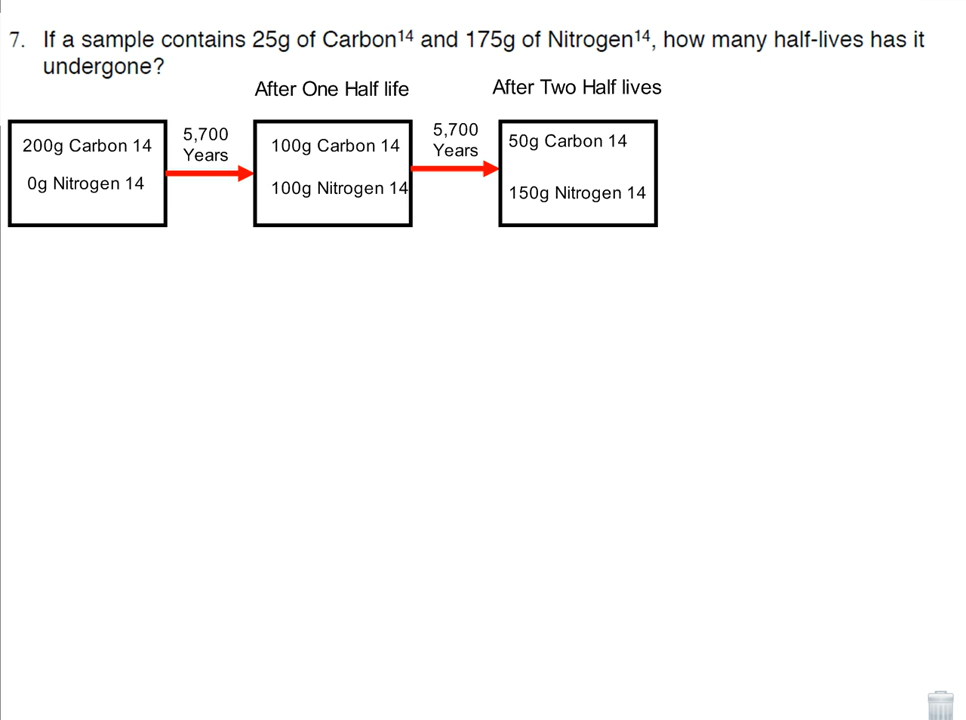 7. If a sample contains 25g of Carbon¹⁴ and 175g of Nitrogen¹⁴, how many half-lives has it
undergone?
After One Half life
After Two Half lives
200g Carbon 14
0g Nitrogen 14
5,700
Years
100g Carbon 14
100g Nitrogen 14
5,700
Years
50g Carbon 14
150g Nitrogen 14